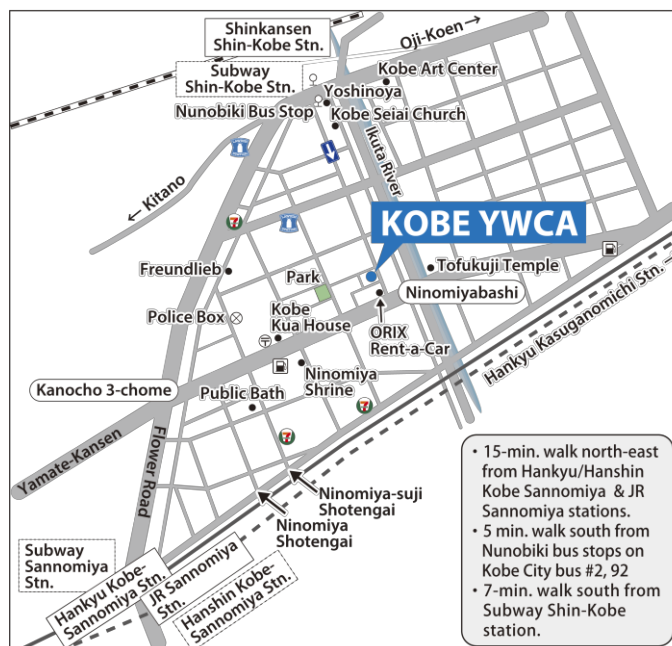 Shinkansen
Shin-Kobe Stn.
Oji-Koen →
Subway
Shin-Kobe Stn.
Kobe Art Center
Yoshinoya
Nunobiki Bus Stop
Kobe Seiai Church
Ikuta River
← Kitano
7
KOBE YWCA
Freundlieb
Park
Tofukuji Temple
Ninomiyabashi
Police Box
Kobe
Kua House
ORIX
Rent-a-Car
Hankyu Kasuganomichi Stn. →
Kanocho 3-chome
Ninomiya
Shrine
Public Bath
7
7
Yamate-Kansen
Flower Road
Ninomiya-suji
Shotengai
Ninomiya
Shotengai
Subway
Sannomiya
Stn.
Hankyu Kobe-
Sannomiya Stn.
JR Sannomiya
Stn.
Hanshin Kobe-
Sannomiya Stn.
• 15-min. walk north-east
from Hankyu/Hanshin
Kobe Sannomiya & JR
Sannomiya stations.
• 5 min. walk south from
Nunobiki bus stops on
Kobe City bus #2, 92
• 7-min. walk south from
Subway Shin-Kobe
station.